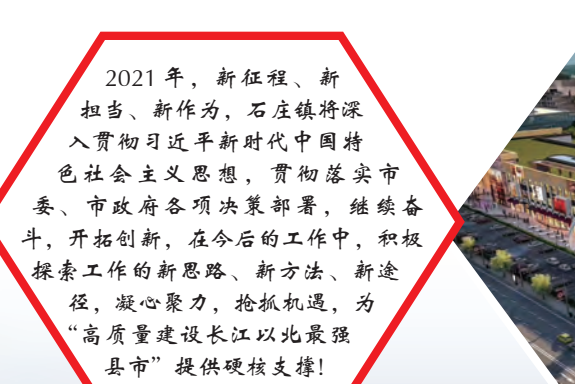 2021 年，新征程、新
担当、新作为，石庄镇将深
入贯彻习近平新时代中国特
色社会主义思想，贯彻落实市
委、市政府各项决策部署，继续奋
斗，开拓创新，在今后的工作中，积极
探索工作的新思路、新方法、新途
径，凝心聚力，抢抓机遇，为
“高质量建设长江以北最强
县市”提供硬核支撑！